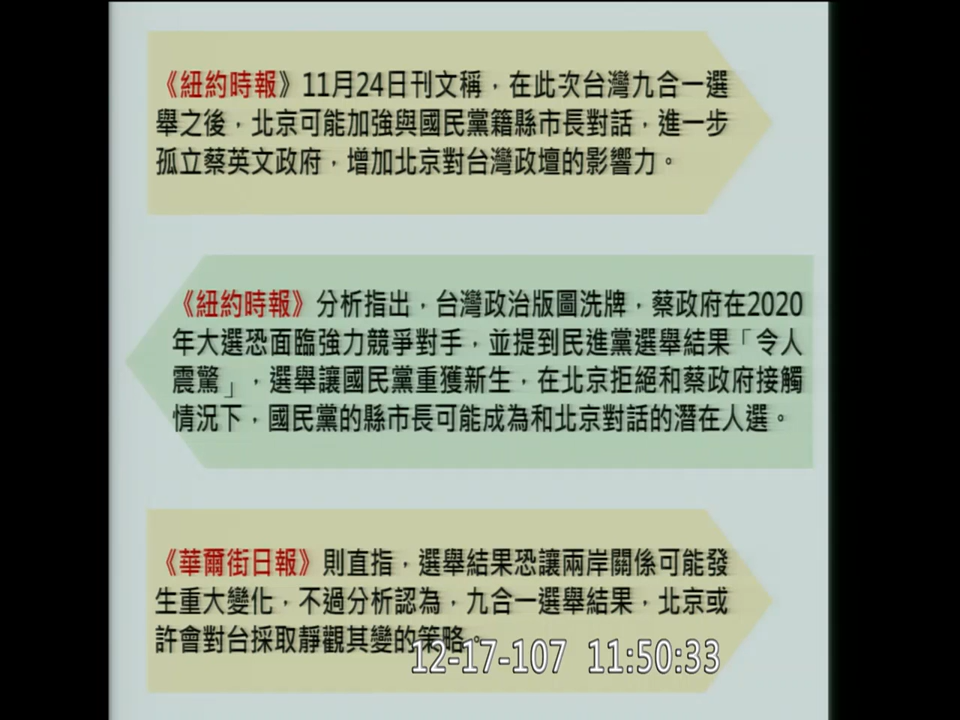 《紐約時報》11月24日刊文稱，在此次台灣九合一選
舉之後，北京可能加強與國民黨籍縣市長對話，進一步
孤立蔡英文政府，增加北京對台灣政壇的影響力。
《紐約時報》分析指出，台灣政治版圖洗牌，蔡政府在2020
年大選恐面臨強力競爭對手，並提到民進黨選舉結果「令人
震驚」，選舉讓國民黨重獲新生，在北京拒絕和蔡政府接觸
情況下，國民黨的縣市長可能成為和北京對話的潛在人選。
《華爾街日報》則直指，選舉結果恐讓兩岸關係可能發
生重大變化，不過分析認為，九合一選舉結果，北京或
許會對台採取靜觀其變的策略。
12-17-107 11:50:33